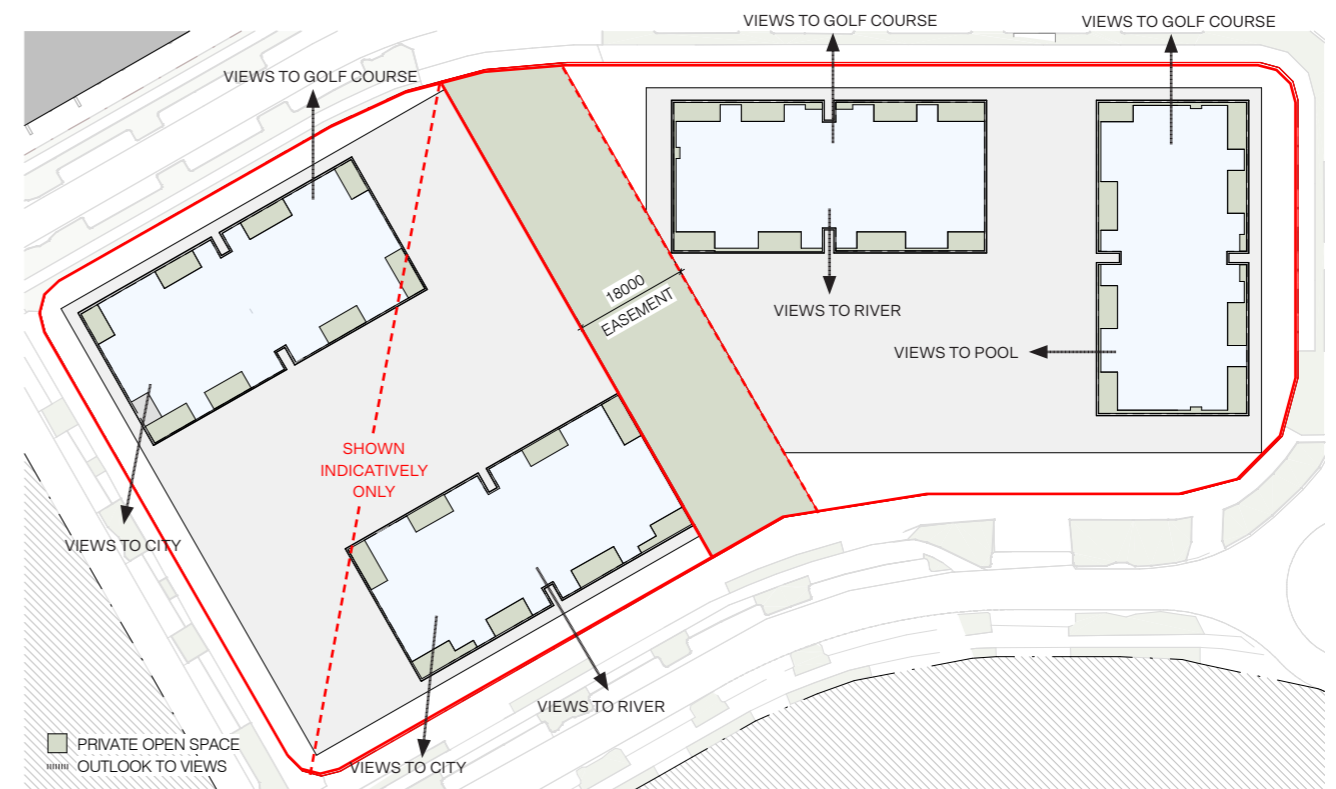 VIEWS TO GOLF COURSE
VIEWS TO GOLF COURSE
VIEWS TO GOLF COURSE
18000
EASEMENT
VIEWS TO RIVER
VIEWS TO POOL
SHOWN
INDICATIVELY
ONLY
VIEWS TO CITY
VIEWS TO RIVER
VIEWS TO CITY
PRIVATE OPEN SPACE
OUTLOOK TO VIEWS